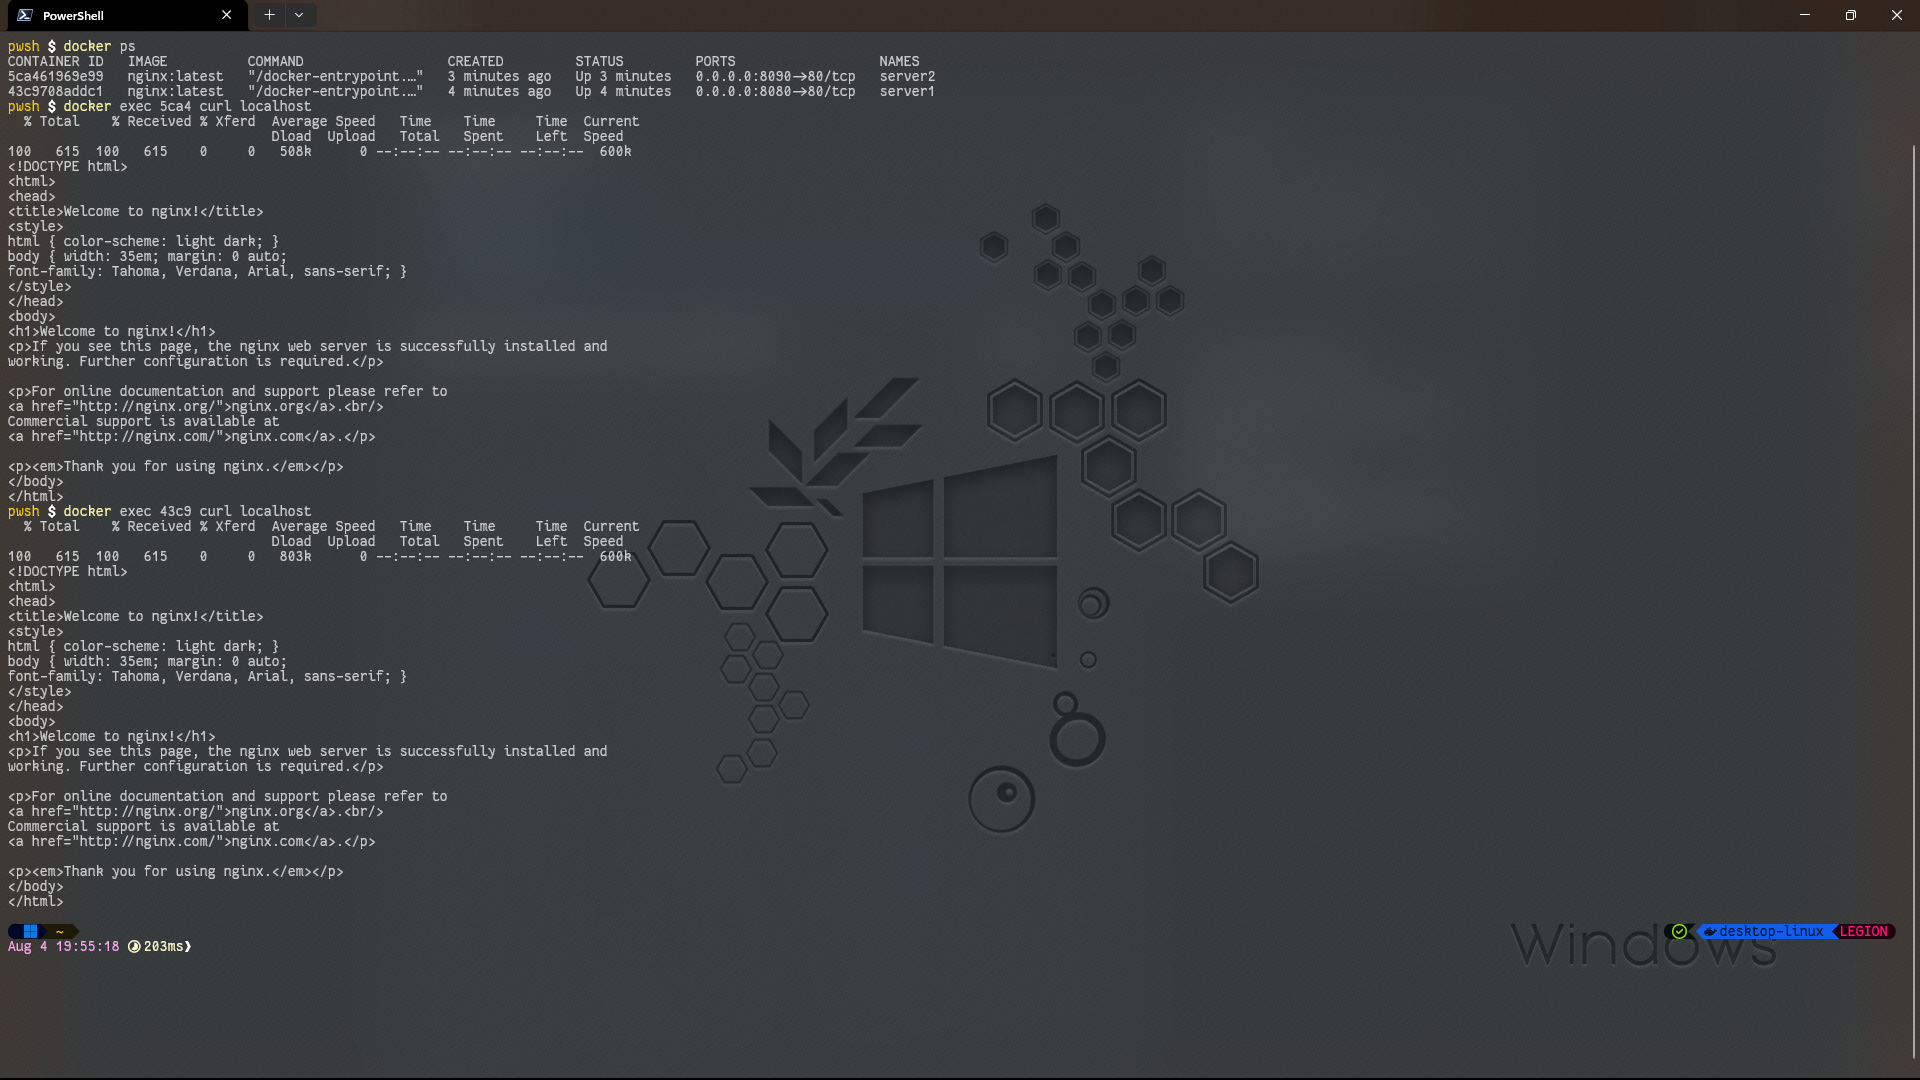 PowerShell
pwsh $ docker ps
CONTAINER ID   IMAGE          COMMAND                  CREATED         STATUS         PORTS                  NAMES
5ca461969e99   nginx:latest   "/docker-entrypoint.…"   3 minutes ago   Up 3 minutes   0.0.0.0:8090->80/tcp   server2
43c9708addc1   nginx:latest   "/docker-entrypoint.…"   4 minutes ago   Up 4 minutes   0.0.0.0:8080->80/tcp   server1
pwsh $ docker exec 5ca4 curl localhost
  % Total    % Received % Xferd  Average Speed   Time    Time     Time  Current
                                 Dload  Upload   Total   Spent    Left  Speed
100   615  100   615    0     0   508k      0 --:--:-- --:--:-- --:--:--  600k
<!DOCTYPE html>
<html>
<head>
<title>Welcome to nginx!</title>
<style>
html { color-scheme: light dark; }
body { width: 35em; margin: 0 auto;
font-family: Tahoma, Verdana, Arial, sans-serif; }
</style>
</head>
<body>
<h1>Welcome to nginx!</h1>
<p>If you see this page, the nginx web server is successfully installed and
working. Further configuration is required.</p>

<p>For online documentation and support please refer to
<a href="http://nginx.org/">nginx.org</a>.<br/>
Commercial support is available at
<a href="http://nginx.com/">nginx.com</a>.</p>

<p><em>Thank you for using nginx.</em></p>
</body>
</html>
pwsh $ docker exec 43c9 curl localhost
  % Total    % Received % Xferd  Average Speed   Time    Time     Time  Current
                                 Dload  Upload   Total   Spent    Left  Speed
100   615  100   615    0     0   803k      0 --:--:-- --:--:-- --:--:--  600k
<!DOCTYPE html>
<html>
<head>
<title>Welcome to nginx!</title>
<style>
html { color-scheme: light dark; }
body { width: 35em; margin: 0 auto;
font-family: Tahoma, Verdana, Arial, sans-serif; }
</style>
</head>
<body>
<h1>Welcome to nginx!</h1>
<p>If you see this page, the nginx web server is successfully installed and
working. Further configuration is required.</p>

<p>For online documentation and support please refer to
<a href="http://nginx.org/">nginx.org</a>.<br/>
Commercial support is available at
<a href="http://nginx.com/">nginx.com</a>.</p>

<p><em>Thank you for using nginx.</em></p>
</body>
</html>
~ desktop-linux LEGION
Aug 4 19:55:18 203ms❯
Windows